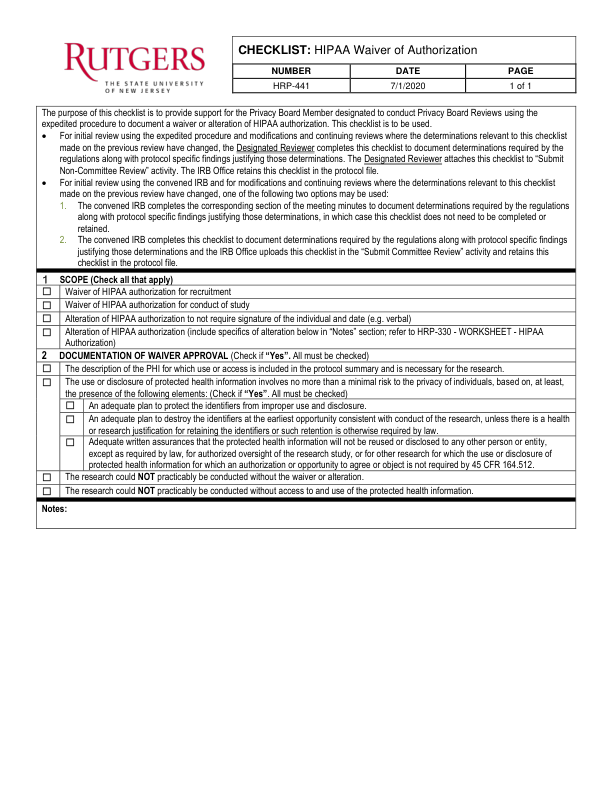 RUTGERS
THE STATE UNIVERSITY
OF NEW JERSEY
CHECKLIST: HIPAA Waiver of Authorization
NUMBER DATE PAGE
HRP-441 7/1/2020 1 of 1
The purpose of this checklist is to provide support for the Privacy Board Member designated to conduct Privacy Board Reviews using the
expedited procedure to document a waiver or alteration of HIPAA authorization. This checklist is to be used.
• For initial review using the expedited procedure and modifications and continuing reviews where the determinations relevant to this checklist
made on the previous review have changed, the Designated Reviewer completes this checklist to document determinations required by the
regulations along with protocol specific findings justifying those determinations. The Designated Reviewer attaches this checklist to “Submit
Non-Committee Review” activity. The IRB Office retains this checklist in the protocol file.
• For initial review using the convened IRB and for modifications and continuing reviews where the determinations relevant to this checklist
made on the previous review have changed, one of the following two options may be used:
1. The convened IRB completes the corresponding section of the meeting minutes to document determinations required by the regulations
along with protocol specific findings justifying those determinations, in which case this checklist does not need to be completed or
retained.
2. The convened IRB completes this checklist to document determinations required by the regulations along with protocol specific findings
justifying those determinations and the IRB Office uploads this checklist in the “Submit Committee Review” activity and retains this
checklist in the protocol file.
1 SCOPE (Check all that apply)
☐ Waiver of HIPAA authorization for recruitment
☐ Waiver of HIPAA authorization for conduct of study
☐ Alteration of HIPAA authorization to not require signature of the individual and date (e.g. verbal)
☐ Alteration of HIPAA authorization (include specifics of alteration below in “Notes” section; refer to HRP-330 - WORKSHEET - HIPAA
Authorization)
2 DOCUMENTATION OF WAIVER APPROVAL (Check if “Yes”. All must be checked)
☐ The description of the PHI for which use or access is included in the protocol summary and is necessary for the research.
☐ The use or disclosure of protected health information involves no more than a minimal risk to the privacy of individuals, based on, at least,
the presence of the following elements: (Check if “Yes”. All must be checked)
☐ An adequate plan to protect the identifiers from improper use and disclosure.
☐ An adequate plan to destroy the identifiers at the earliest opportunity consistent with conduct of the research, unless there is a health
or research justification for retaining the identifiers or such retention is otherwise required by law.
☐ Adequate written assurances that the protected health information will not be reused or disclosed to any other person or entity,
except as required by law, for authorized oversight of the research study, or for other research for which the use or disclosure of
protected health information for which an authorization or opportunity to agree or object is not required by 45 CFR 164.512.
☐ The research could NOT practicably be conducted without the waiver or alteration.
☐ The research could NOT practicably be conducted without access to and use of the protected health information.
Notes: